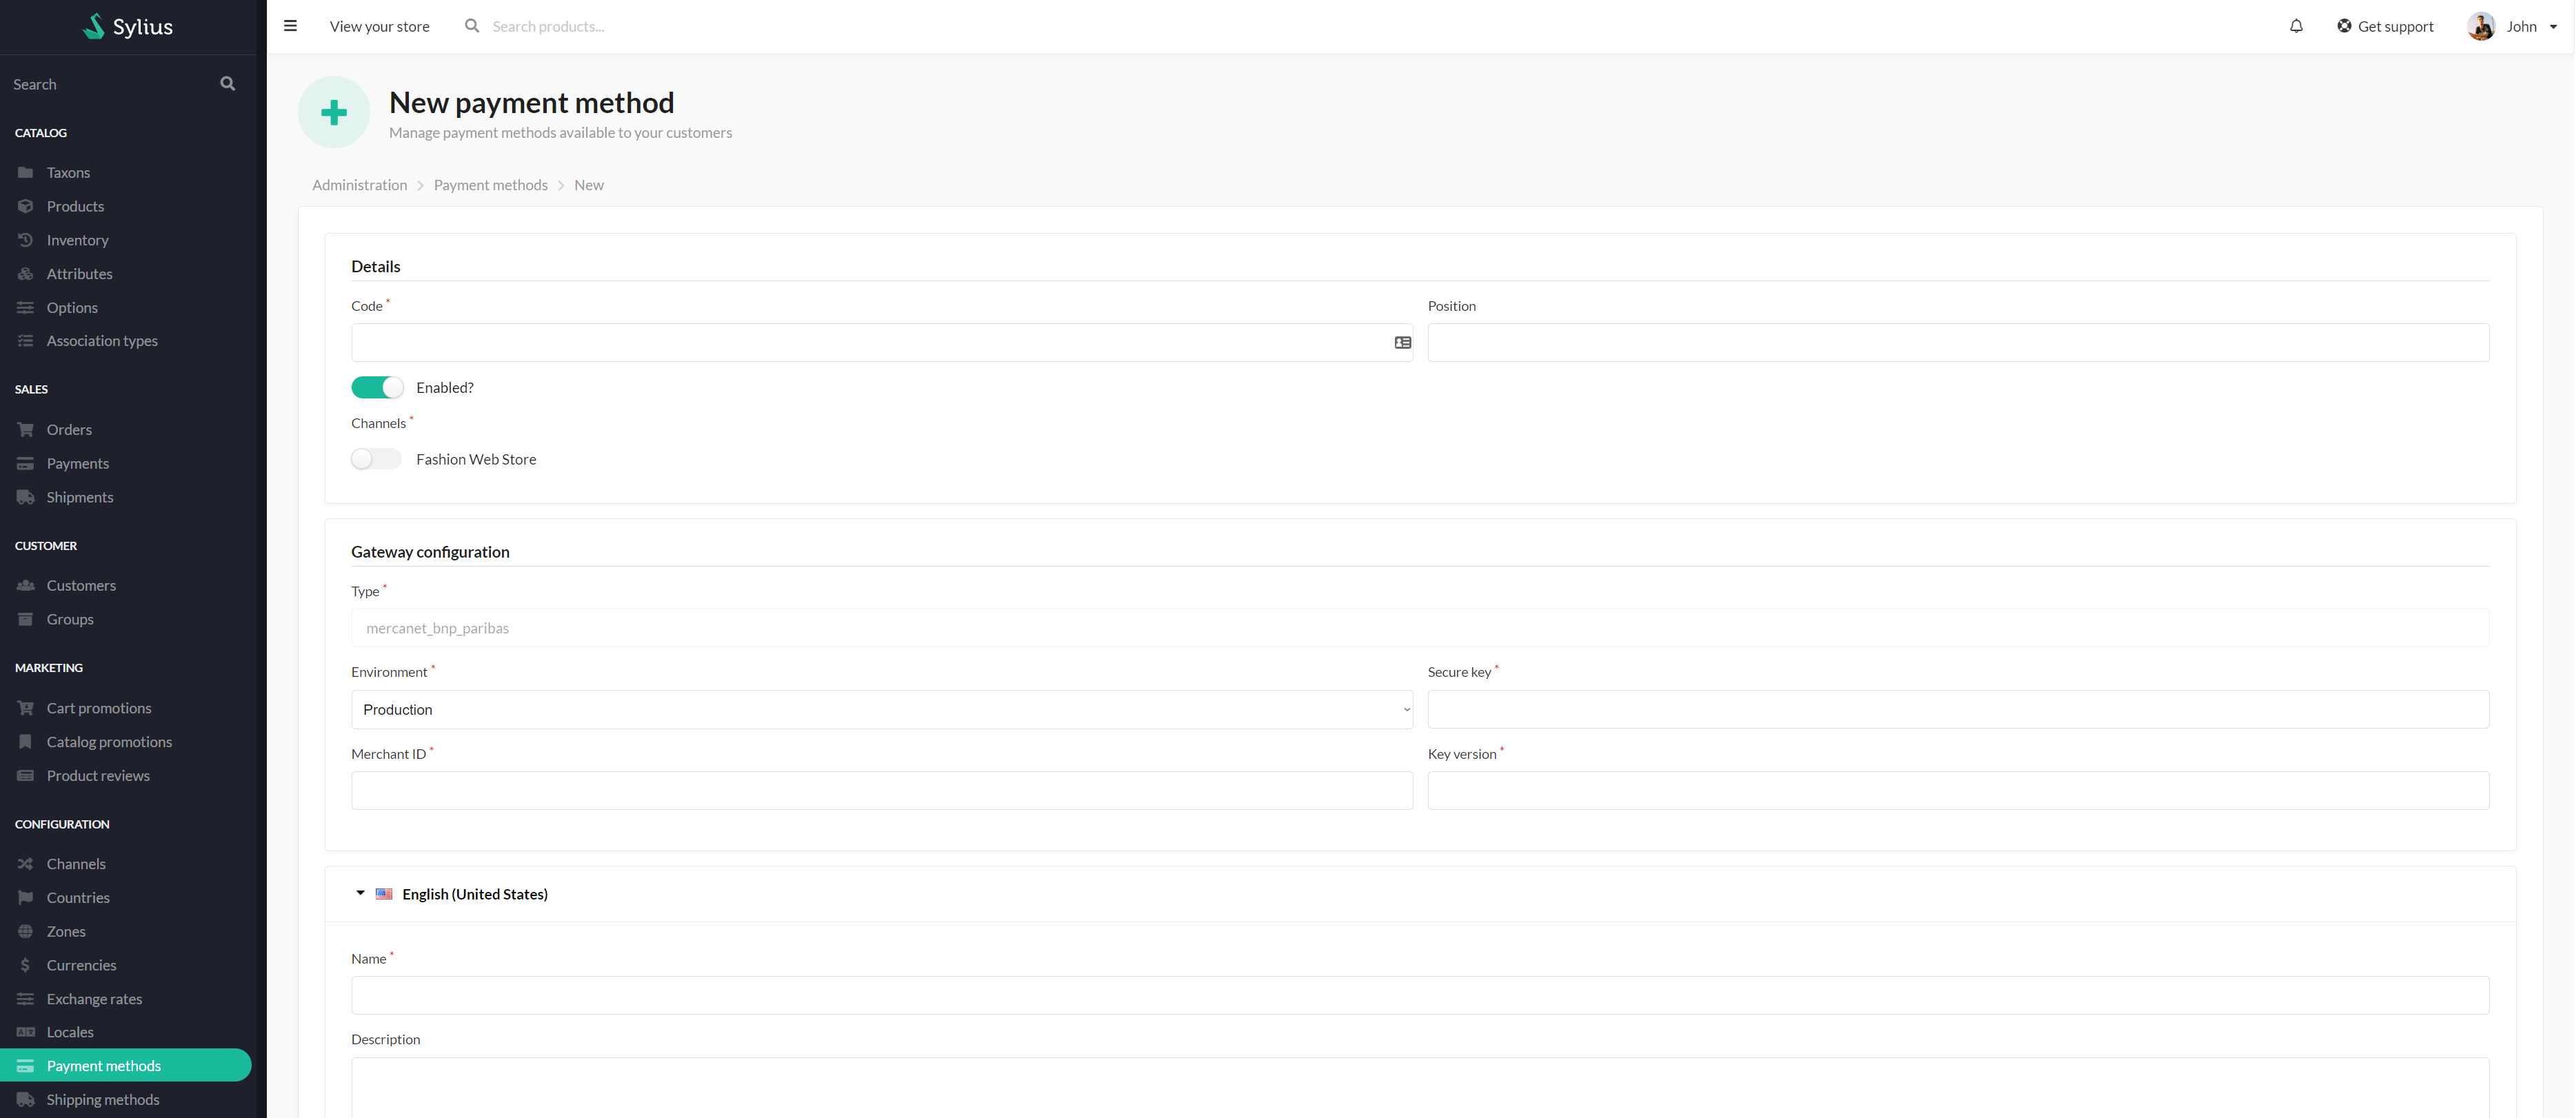 Sylius
View your store
Search products...
Get support
John
Search
CATALOG
Taxons
Products
Inventory
Attributes
Options
Association types
SALES
Orders
Payments
Shipments
CUSTOMER
Customers
Groups
MARKETING
Cart promotions
Catalog promotions
Product reviews
CONFIGURATION
Channels
Countries
Zones
Currencies
Exchange rates
Locales
Payment methods
Shipping methods
New payment method
Manage payment methods available to your customers
Administration > Payment methods > New
Details
Code *
Position
Enabled?
Channels *
Fashion Web Store
Gateway configuration
Type *
mercanet_bnp_paribas
Environment *
Secure key *
Production
Merchant ID *
Key version *
English (United States)
Name *
Description